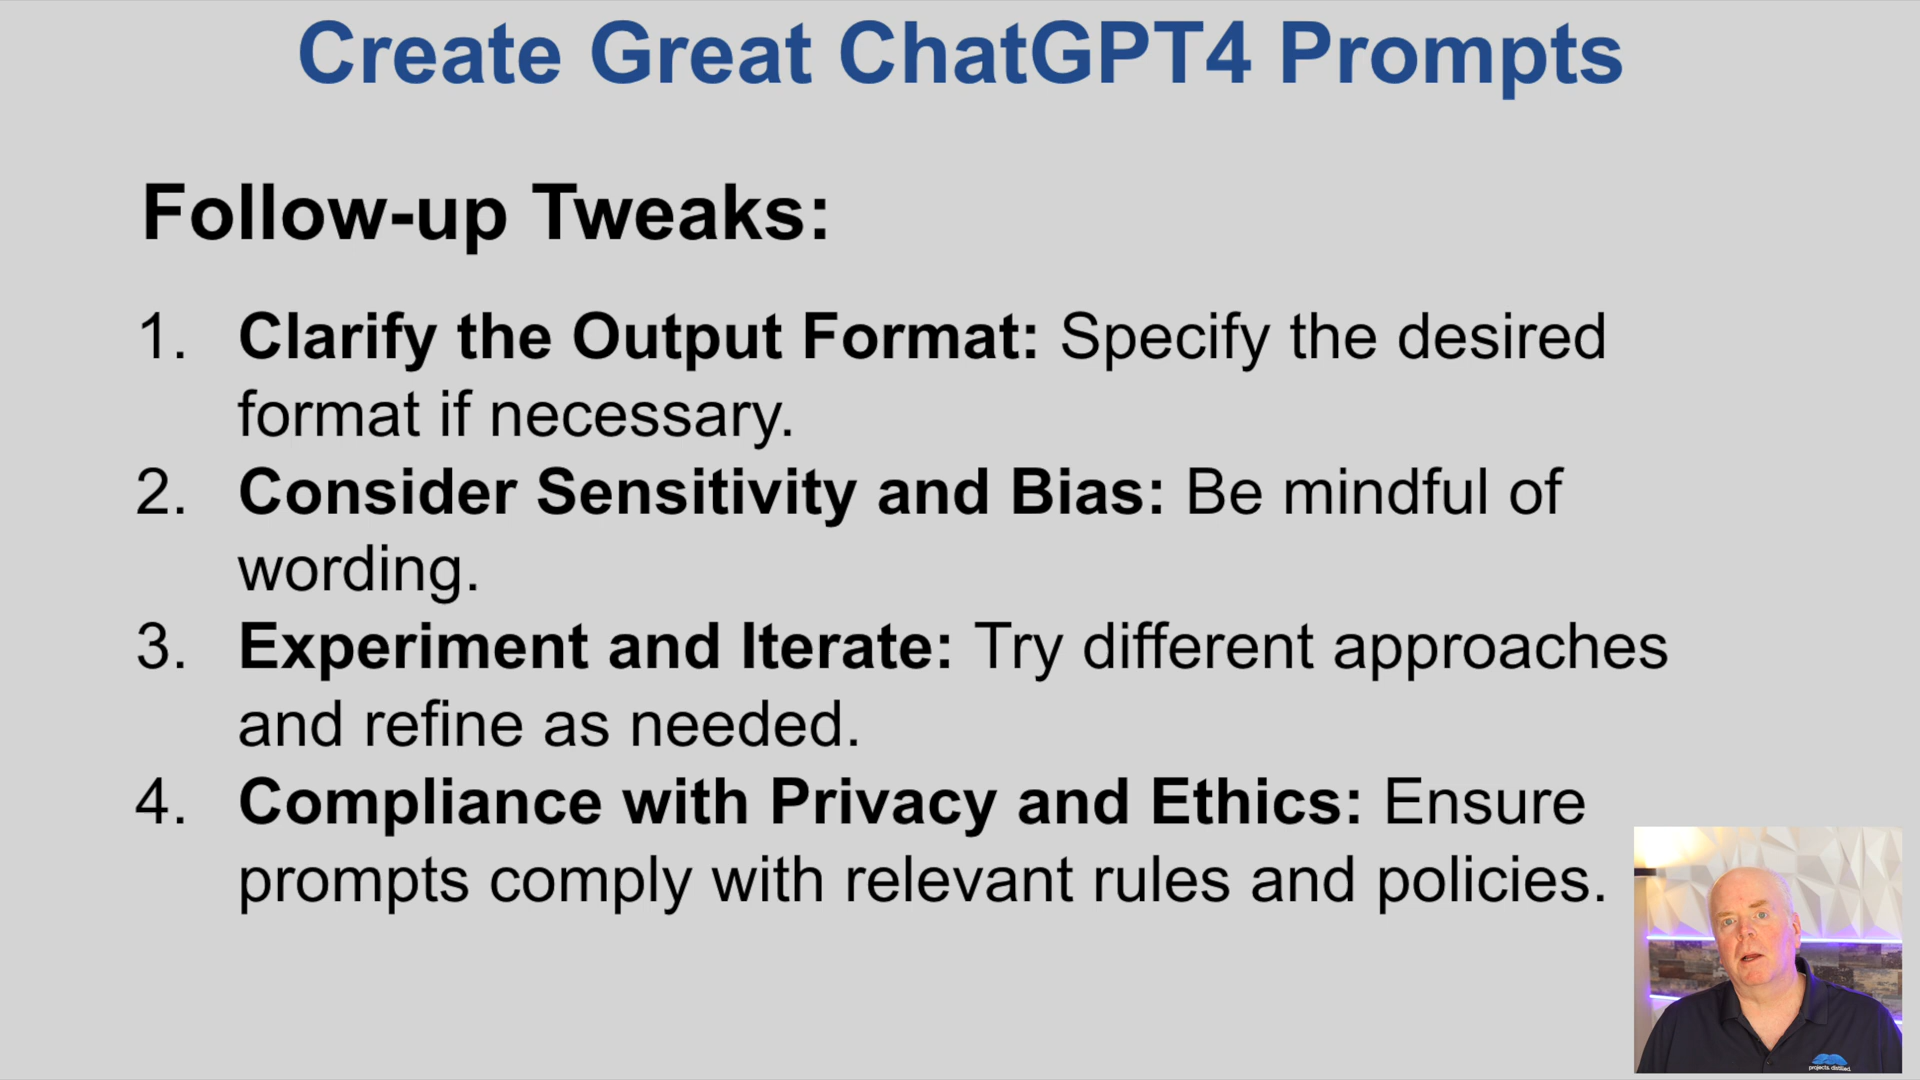 Create Great ChatGPT4 Prompts
Follow-up Tweaks:
1. Clarify the Output Format: Specify the desired
format if necessary.
2. Consider Sensitivity and Bias: Be mindful of
wording.
3. Experiment and Iterate: Try different approaches
and refine as needed.
4. Compliance with Privacy and Ethics: Ensure
prompts comply with relevant rules and policies.
projects distilled.